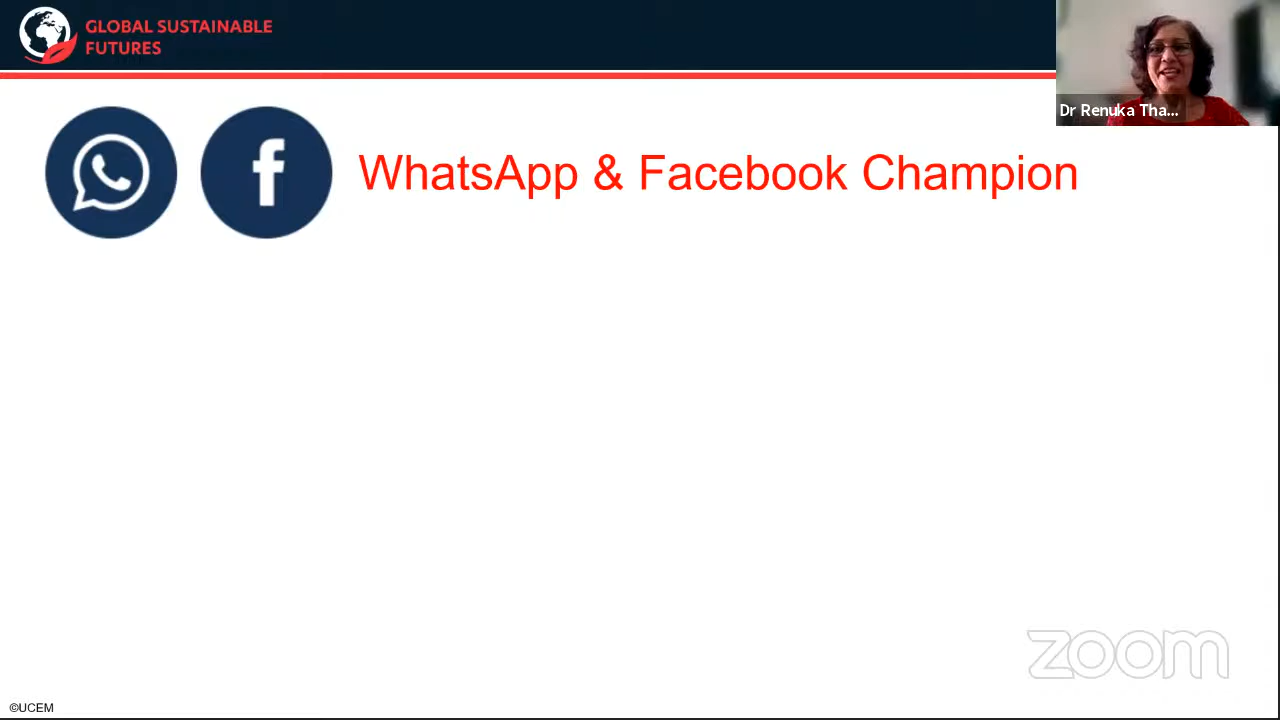 GLOBAL SUSTAINABLE
FUTURES
Dr Renuka Tha...
WhatsApp & Facebook Champion
zoom
©UCEM